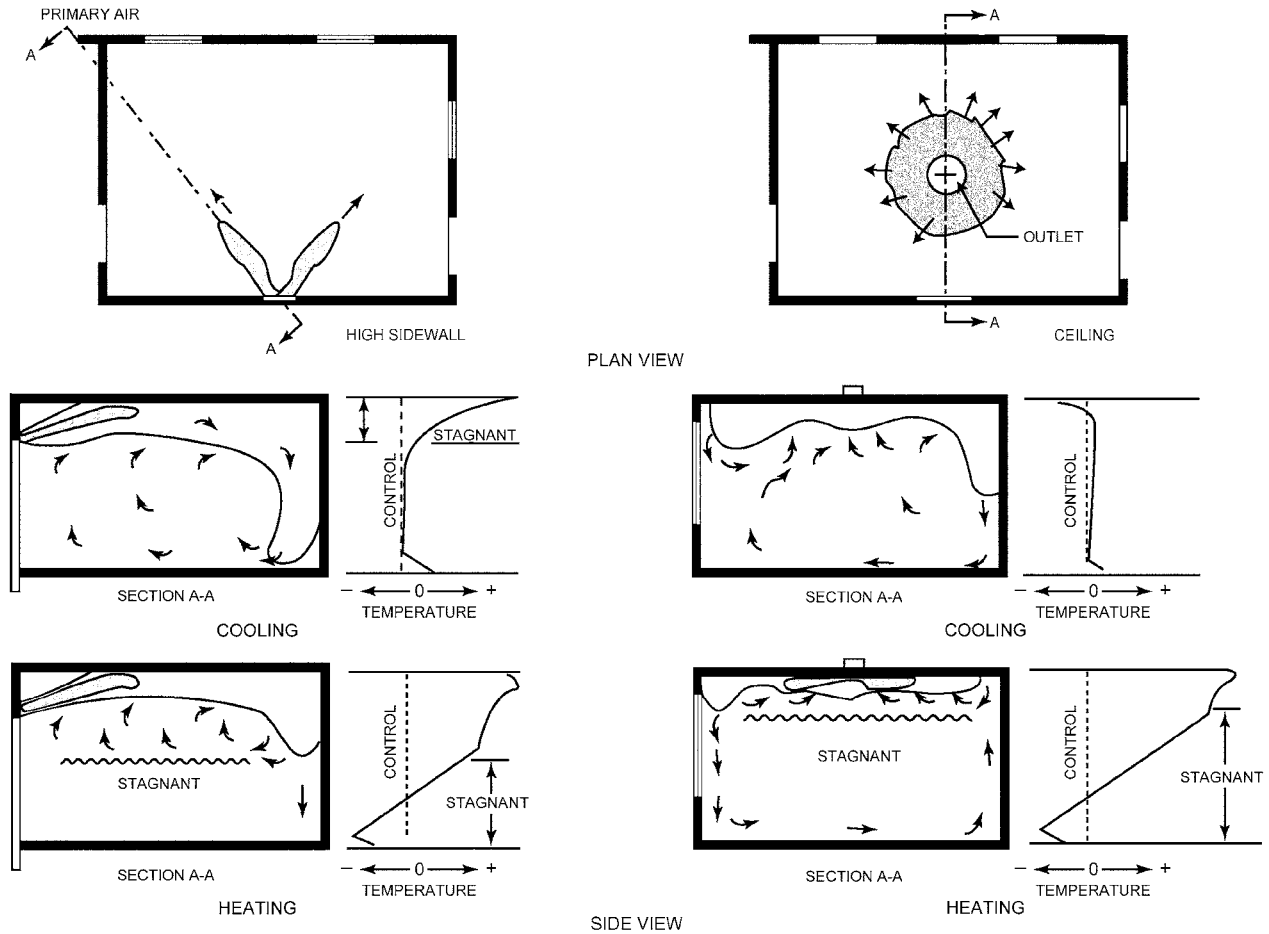 PRIMARY AIR
A
A
HIGH SIDEWALL
A
OUTLET
A
CEILING
PLAN VIEW
STAGNANT
CONTROL
SECTION A-A
− 0 +
TEMPERATURE
COOLING
CONTROL
SECTION A-A
− 0 +
TEMPERATURE
COOLING
STAGNANT
CONTROL
STAGNANT
SECTION A-A
− 0 +
TEMPERATURE
HEATING
STAGNANT
CONTROL
STAGNANT
SECTION A-A
− 0 +
TEMPERATURE
HEATING
SIDE VIEW